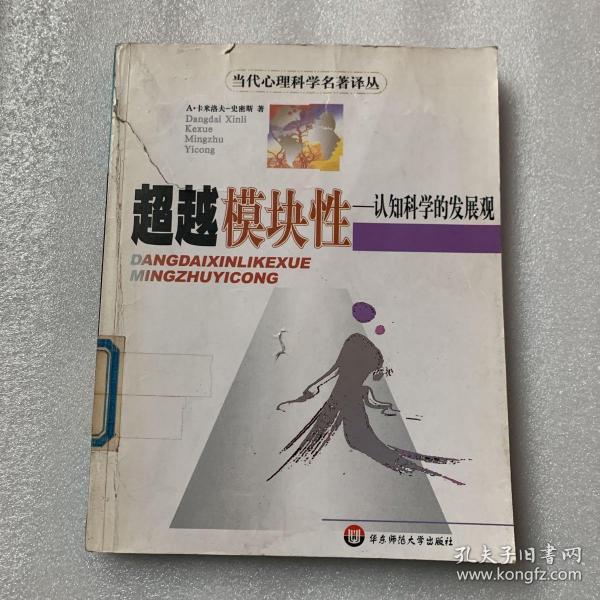 当代心理科学名著译丛
A·卡米洛夫－史密斯 著
Dangdai Xinli
Kexue
Mingzhu
Yicong
超越模块性—认知科学的发展观
DANGDAIXINLIKEXUE
MINGZHUYICONG
华东师范大学出版社
孔夫子旧书网
www.kongfz.com